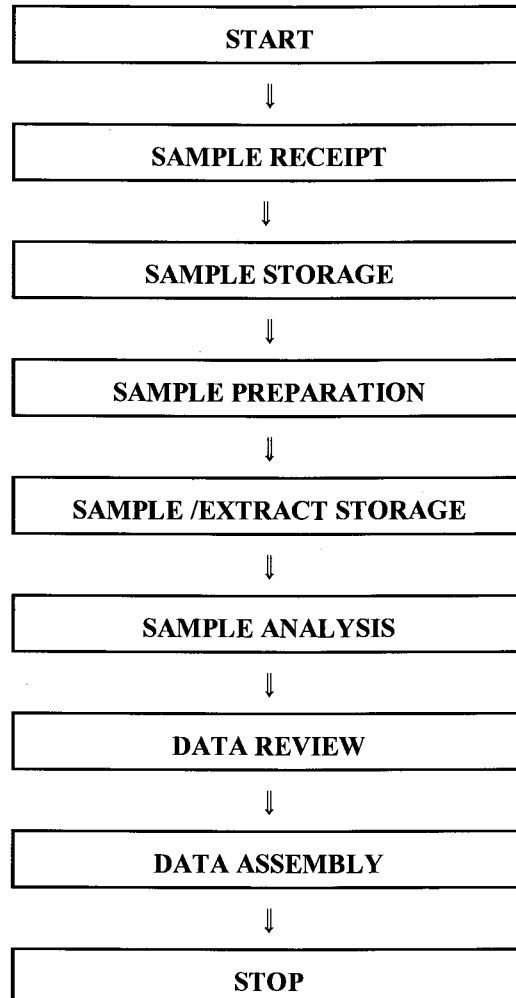 START
⇓
SAMPLE RECEIPT
⇓
SAMPLE STORAGE
⇓
SAMPLE PREPARATION
⇓
SAMPLE /EXTRACT STORAGE
⇓
SAMPLE ANALYSIS
⇓
DATA REVIEW
⇓
DATA ASSEMBLY
⇓
STOP